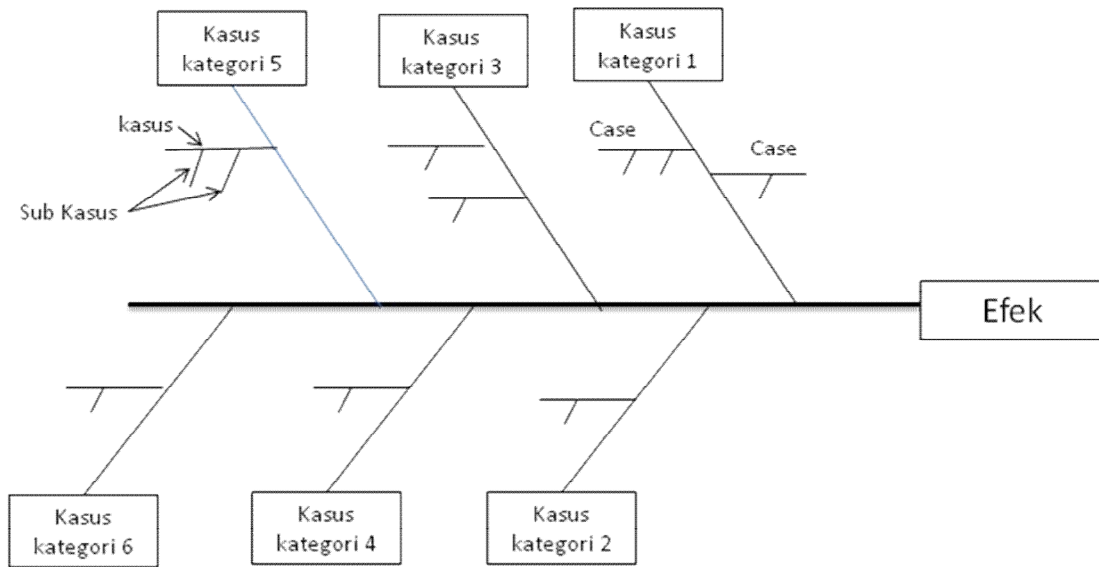 Kasus
kategori 5
Kasus
kategori 3
Kasus
kategori 1
kasus
Case
Case
Sub Kasus
Efek
Kasus
kategori 6
Kasus
kategori 4
Kasus
kategori 2